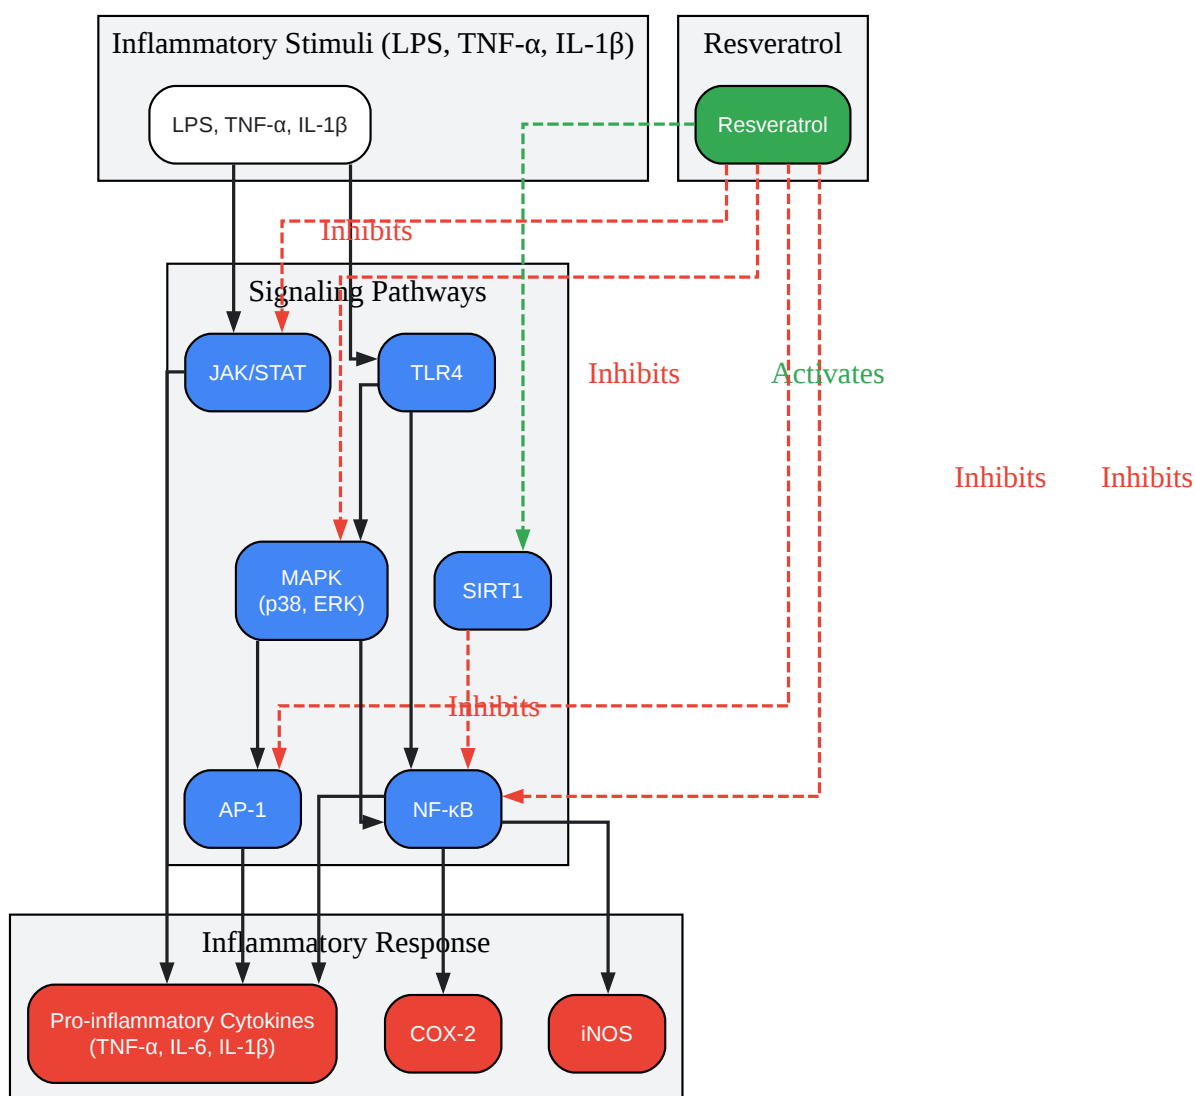 Inflammatory Stimuli (LPS, TNF-α, IL-1β)
Resveratrol
LPS, TNF-α, IL-1β
Resveratrol
Inhibits
Signaling Pathways
JAK/STAT
TLR4
Inhibits
Activates
Inhibits
Inhibits
MAPK
(p38, ERK)
SIRT1
Inhibits
AP-1
NF-κB
Inflammatory Response
Pro-inflammatory Cytokines
(TNF-α, IL-6, IL-1β)
COX-2
iNOS